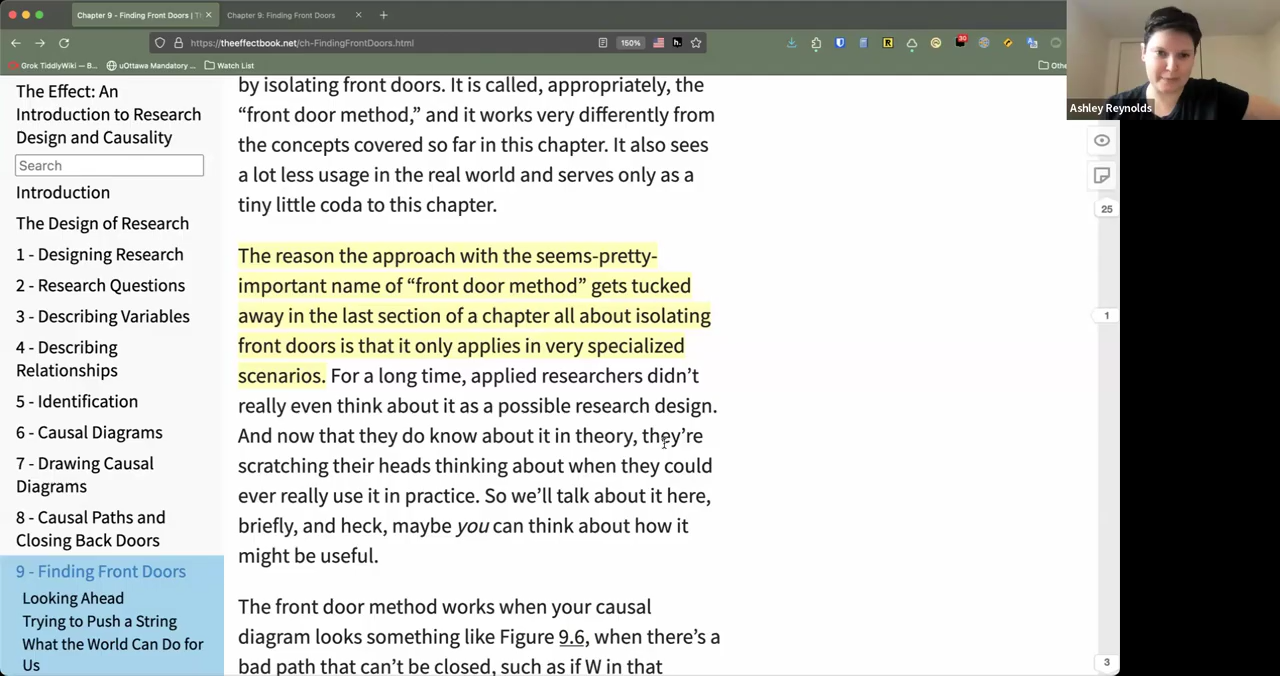 Chapter 9 - Finding Front Doors | Th
Chapter 9: Finding Front Doors
https://theeffectbook.net/ch-FindingFrontDoors.html
150%
30
Grok TiddlyWiki — B...
uOttawa Mandatory ...
Watch List
Othe
Ashley Reynolds
The Effect: An
Introduction to Research
Design and Causality
Search
Introduction
The Design of Research
1 - Designing Research
2 - Research Questions
3 - Describing Variables
4 - Describing
Relationships
5 - Identification
6 - Causal Diagrams
7 - Drawing Causal
Diagrams
8 - Causal Paths and
Closing Back Doors
9 - Finding Front Doors
Looking Ahead
Trying to Push a String
What the World Can Do for
Us
by isolating front doors. It is called, appropriately, the
“front door method,” and it works very differently from
the concepts covered so far in this chapter. It also sees
a lot less usage in the real world and serves only as a
tiny little coda to this chapter.
The reason the approach with the seems-pretty-
important name of “front door method” gets tucked
away in the last section of a chapter all about isolating
front doors is that it only applies in very specialized
scenarios. For a long time, applied researchers didn’t
really even think about it as a possible research design.
And now that they do know about it in theory, they’re
scratching their heads thinking about when they could
ever really use it in practice. So we’ll talk about it here,
briefly, and heck, maybe you can think about how it
might be useful.
The front door method works when your causal
diagram looks something like Figure 9.6, when there’s a
bad path that can’t be closed, such as if W in that
25
1
3